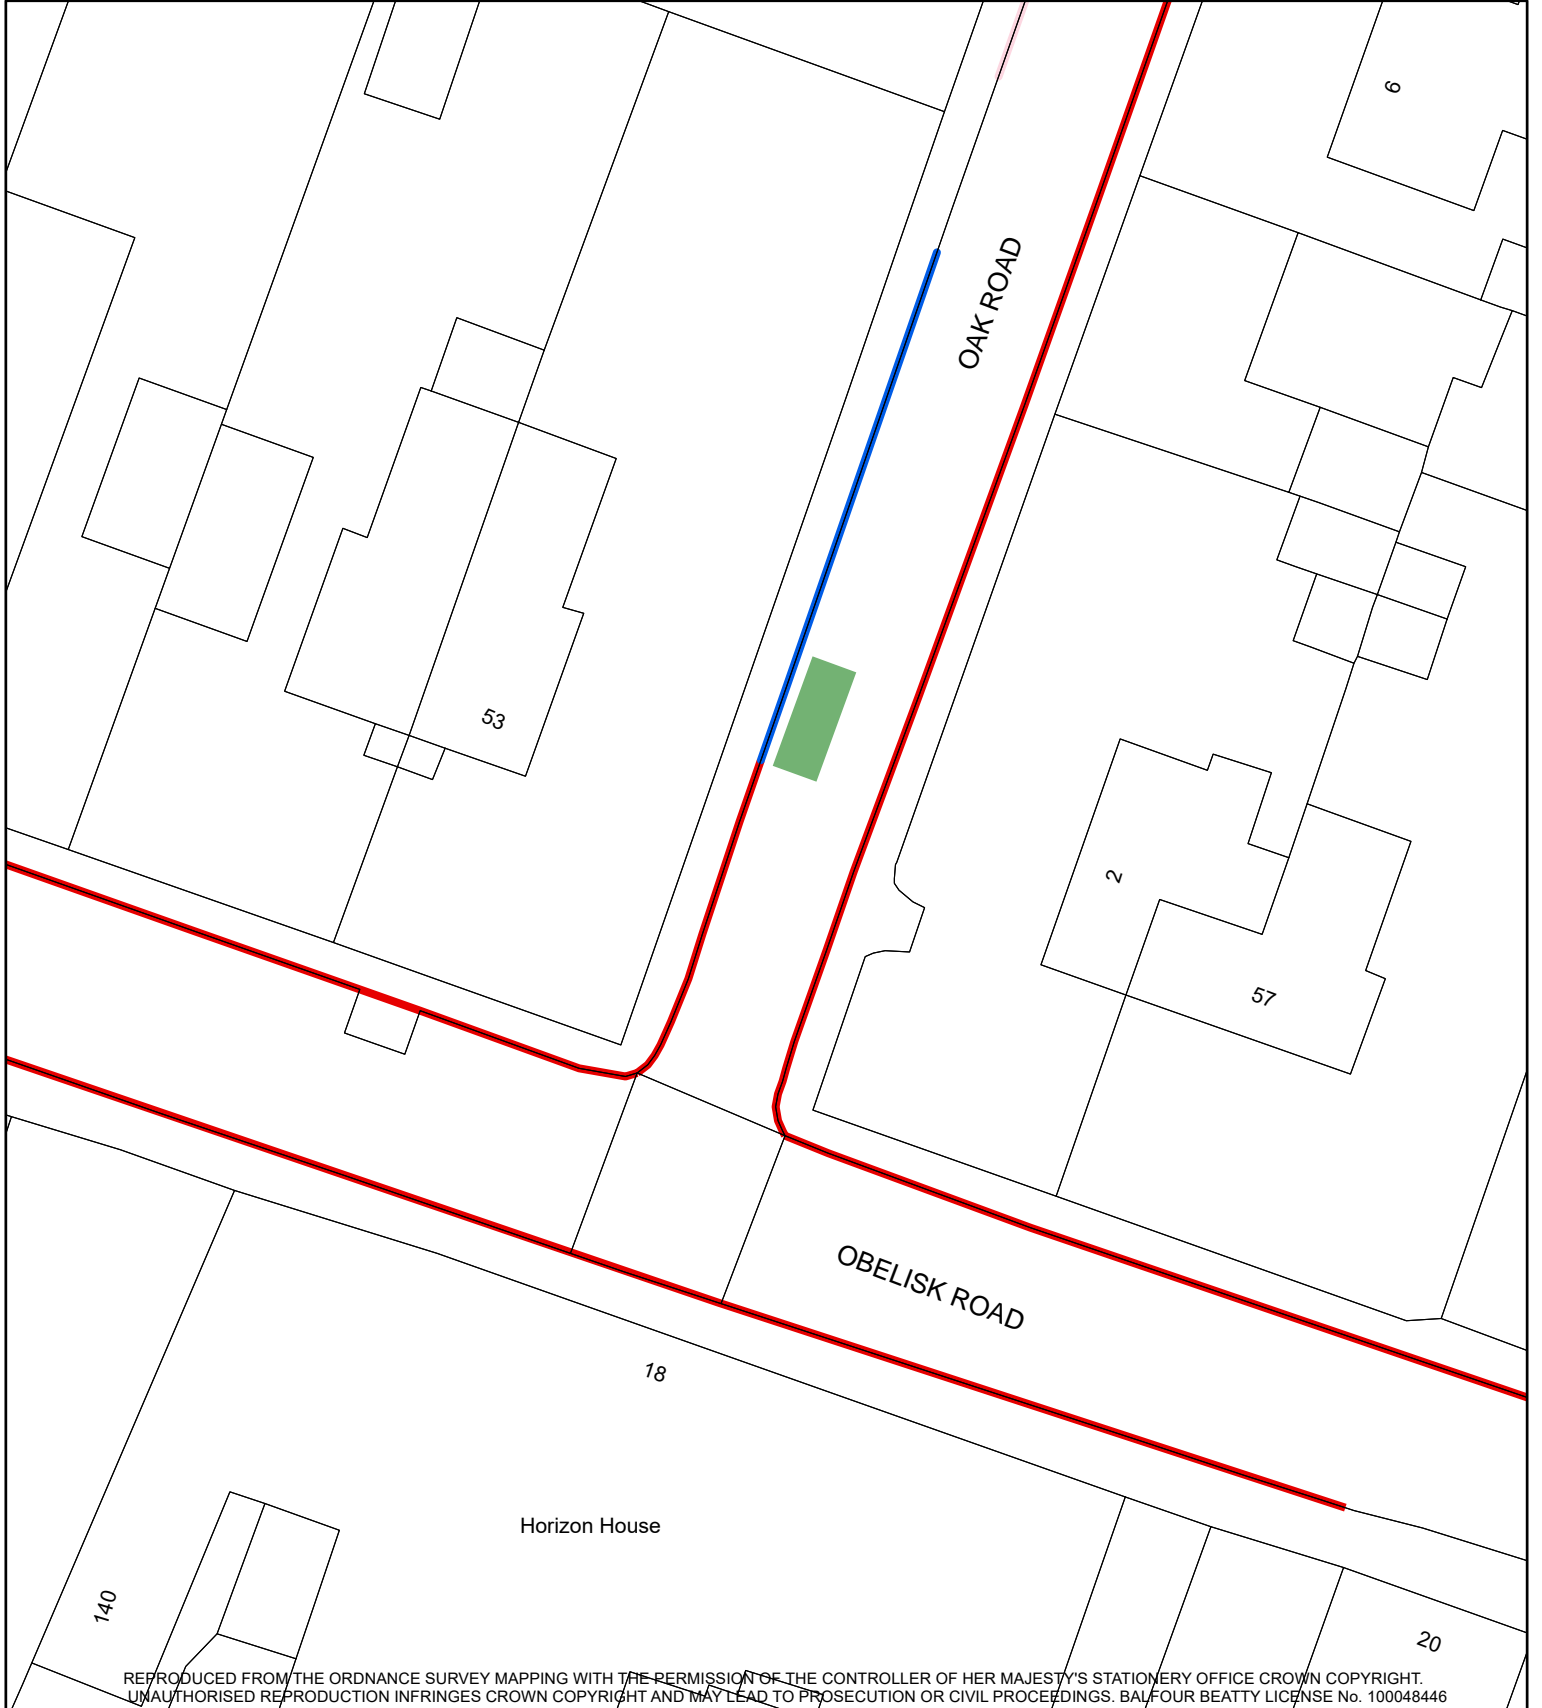 6
OAK ROAD
53
2
57
OBELISK ROAD
18
Horizon House
140
20
REPRODUCED FROM THE ORDNANCE SURVEY MAPPING WITH THE PERMISSION OF THE CONTROLLER OF HER MAJESTY'S STATIONERY OFFICE CROWN COPYRIGHT.
UNAUTHORISED REPRODUCTION INFRINGES CROWN COPYRIGHT AND MAY LEAD TO PROSECUTION OR CIVIL PROCEEDINGS. BALFOUR BEATTY LICENSE No. 100048446